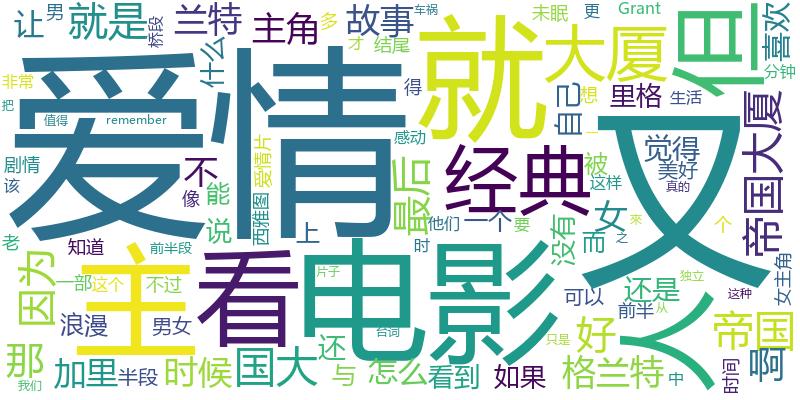 爱情
就
又
但
电影
看
主
人
经典
大厦
帝国大厦
就是
兰特
主角
故事
让
男
桥段
什么
多
车祸
才
结尾
得
未眠
更
Grant
喜欢
分钟
想
里格
生活
自己
一
非常
把
值得
remember
剧情
该
老
不
像
能
说
西雅图
爱情片
上
感动
最后
他们
时
一个
要
没有
而
被
这样
女
之
觉得
美好
真的
來
个
女主角
知道
前半段
因为
一部
这个
不过
浪漫
男女
那
我们
加里
半段
时候
国大
还
片子
台词
与
怎么
看到
如果
可以
还是
前半
从
独立
这种
好
只是
格兰特
中
帝国
时间
啊